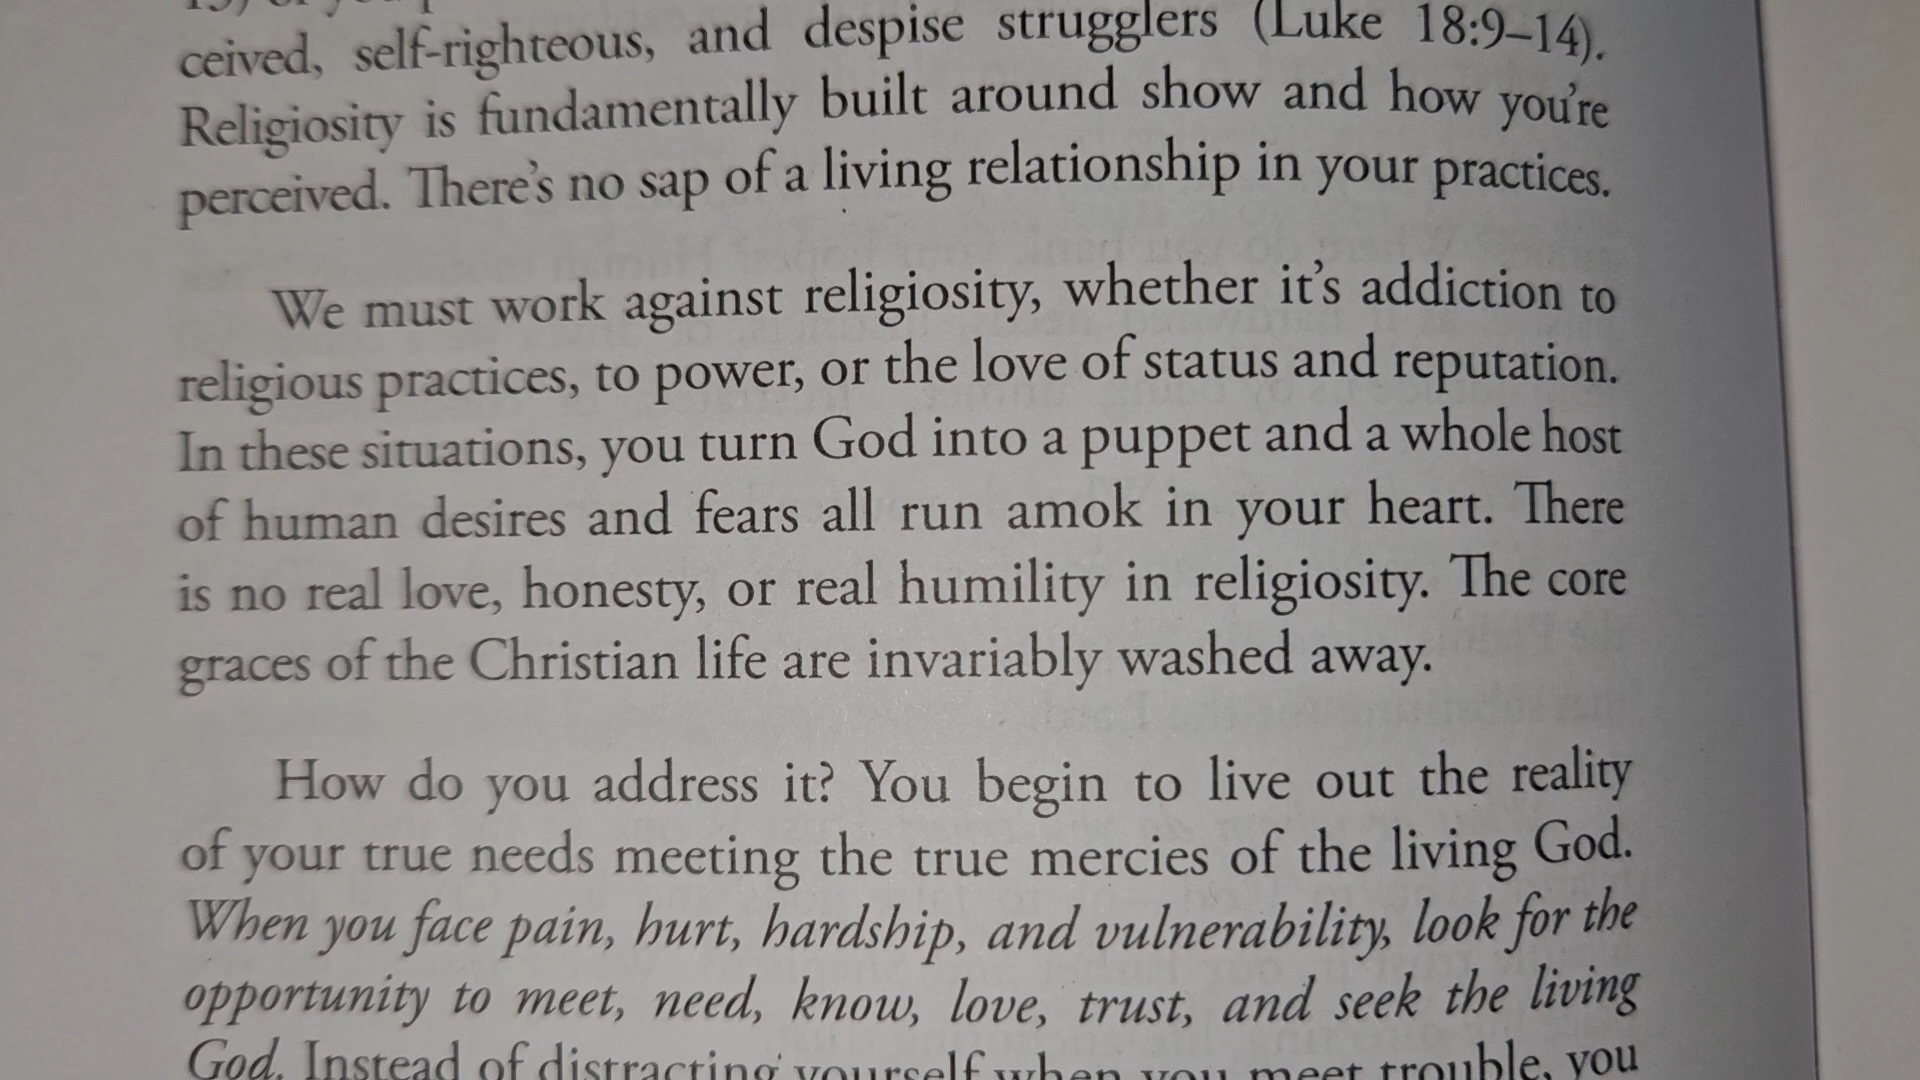 ceived, self-righteous, and despise strugglers (Luke 18:9–14).
Religiosity is fundamentally built around show and how you're
perceived. There's no sap of a living relationship in your practices.
We must work against religiosity, whether it's addiction to
religious practices, to power, or the love of status and reputation.
In these situations, you turn God into a puppet and a whole host
of human desires and fears all run amok in your heart. There
is no real love, honesty, or real humility in religiosity. The core
graces of the Christian life are invariably washed away.
How do you address it? You begin to live out the reality
of your true needs meeting the true mercies of the living God.
When you face pain, hurt, hardship, and vulnerability, look for the
opportunity to meet, need, know, love, trust, and seek the living
God. Instead of distracting yourself when you meet trouble, you